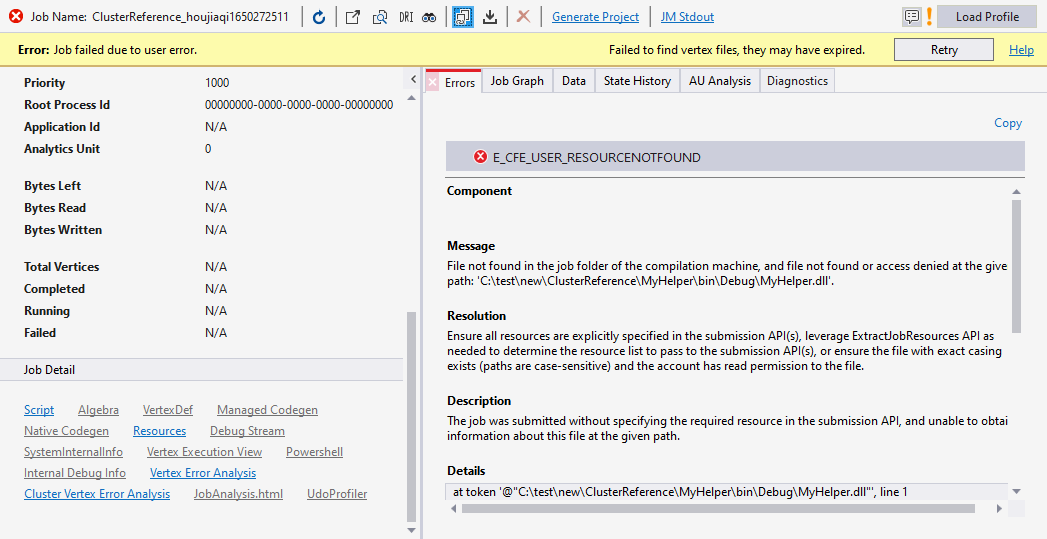 Job Name: ClusterReference_houjiaqi1650272511 DRI Generate Project JM Stdout Load Profile
Error: Job failed due to user error. Failed to find vertex files, they may have expired. Retry Help
Priority 1000
Root Process Id 00000000-0000-0000-0000-00000000
Application Id N/A
Analytics Unit 0
Bytes Left N/A
Bytes Read N/A
Bytes Written N/A
Total Vertices N/A
Completed N/A
Running N/A
Failed N/A
Job Detail
Script Algebra VertexDef Managed Codegen
Native Codegen Resources Debug Stream
SystemInternalInfo Vertex Execution View Powershell
Internal Debug Info Vertex Error Analysis
Cluster Vertex Error Analysis JobAnalysis.html UdoProfiler
Errors Job Graph Data State History AU Analysis Diagnostics
Copy
E_CFE_USER_RESOURCENOTFOUND
Component
Message
File not found in the job folder of the compilation machine, and file not found or access denied at the give
path: 'C:\test\new\ClusterReference\MyHelper\bin\Debug\MyHelper.dll'.
Resolution
Ensure all resources are explicitly specified in the submission API(s), leverage ExtractJobResources API as
needed to determine the resource list to pass to the submission API(s), or ensure the file with exact casing
exists (paths are case-sensitive) and the account has read permission to the file.
Description
The job was submitted without specifying the required resource in the submission API, and unable to obtai
information about this file at the given path.
Details
at token '@"C:\test\new\ClusterReference\MyHelper\bin\Debug\MyHelper.dll"', line 1